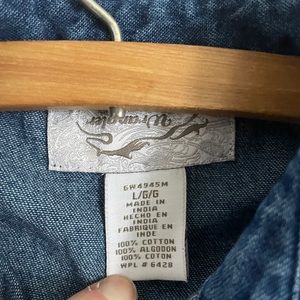 Wrangler
GW4945M
L/G/G
MADE IN
INDIA
HECHO EN
INDIA
FABRIQUE EN
INDE
100% COTTON
100% ALGODON
100% COTON
WPL # 6428